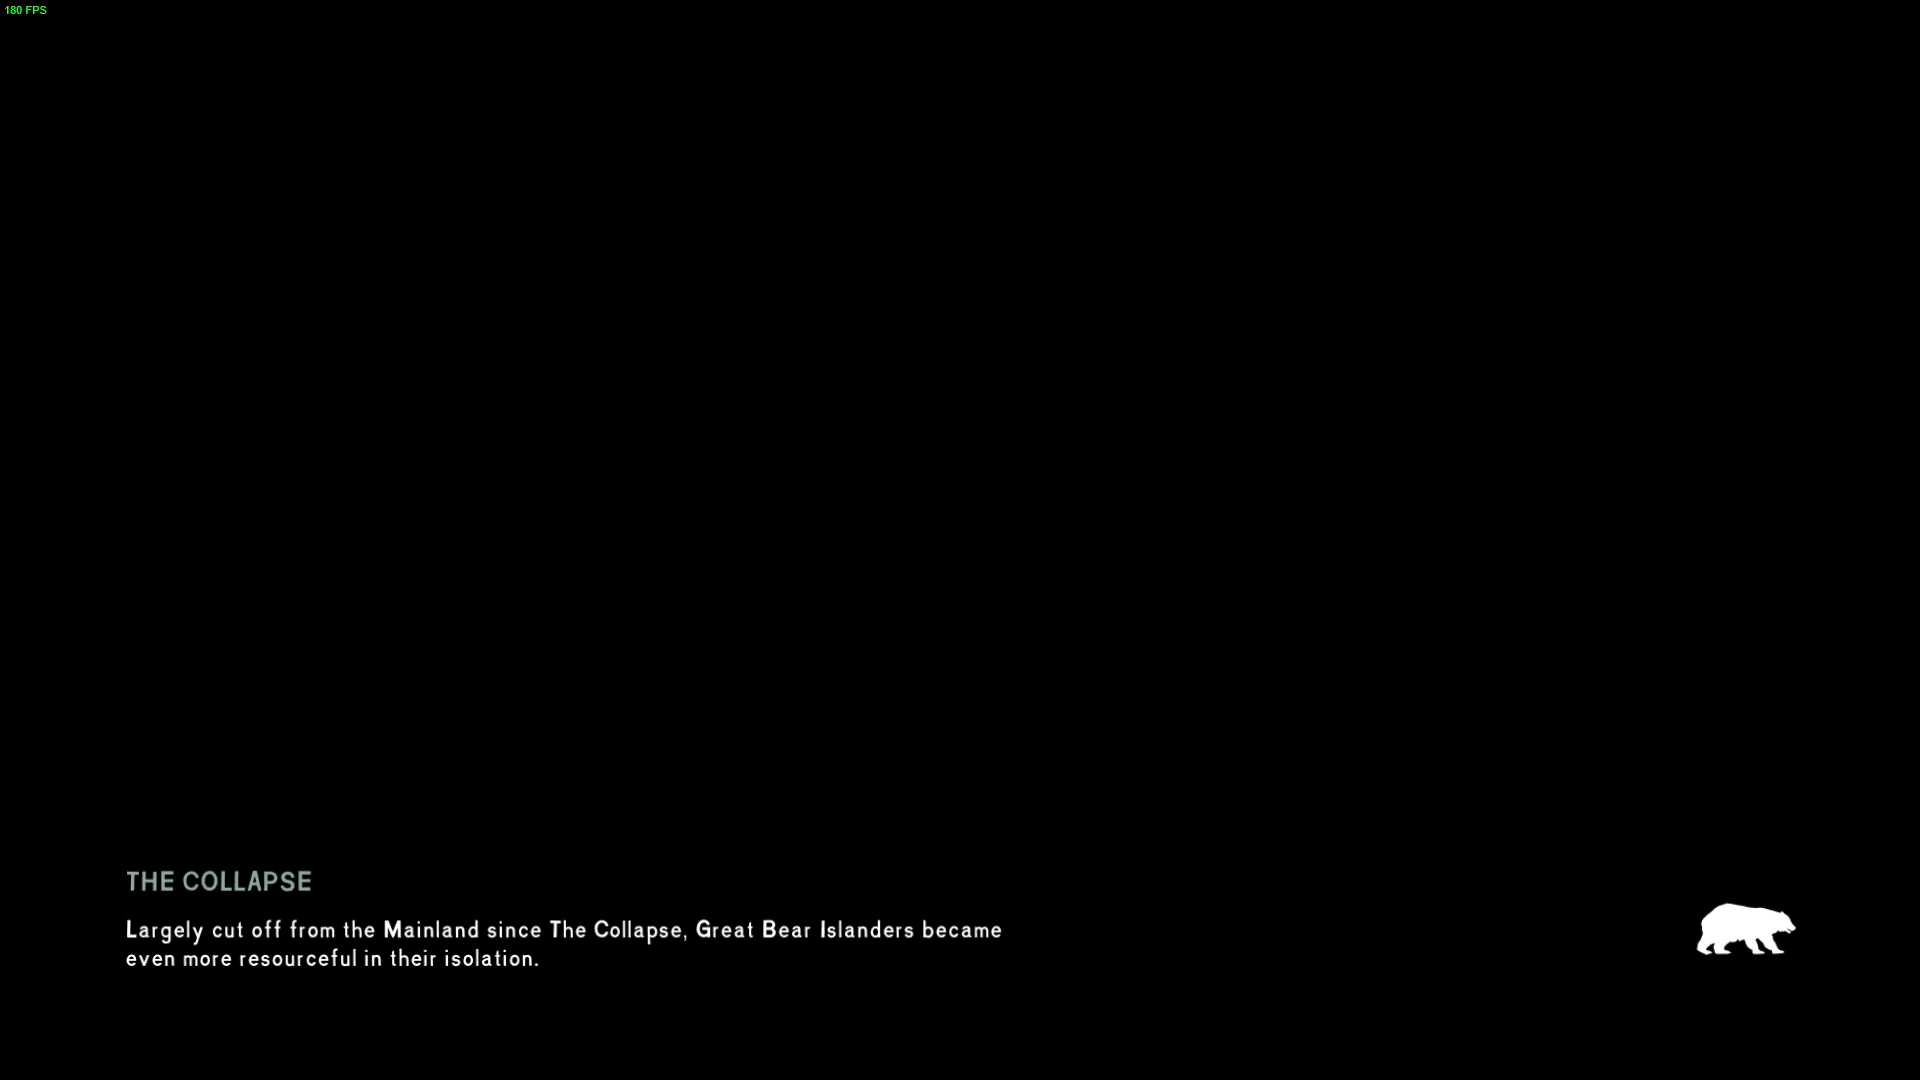 180 FPS
THE COLLAPSE
Largely cut off from the Mainland since The Collapse, Great Bear Islanders became
even more resourceful in their isolation.